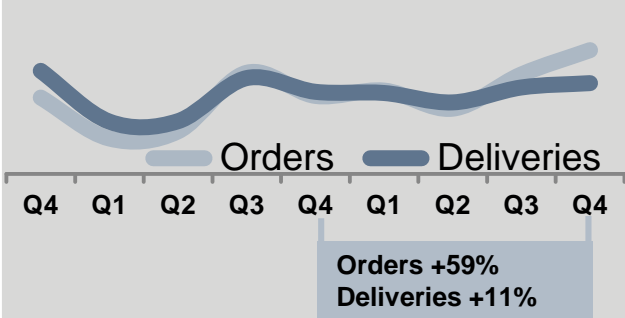 Orders Deliveries
Q4 Q1 Q2 Q3 Q4 Q1 Q2 Q3 Q4
Orders +59%
Deliveries +11%